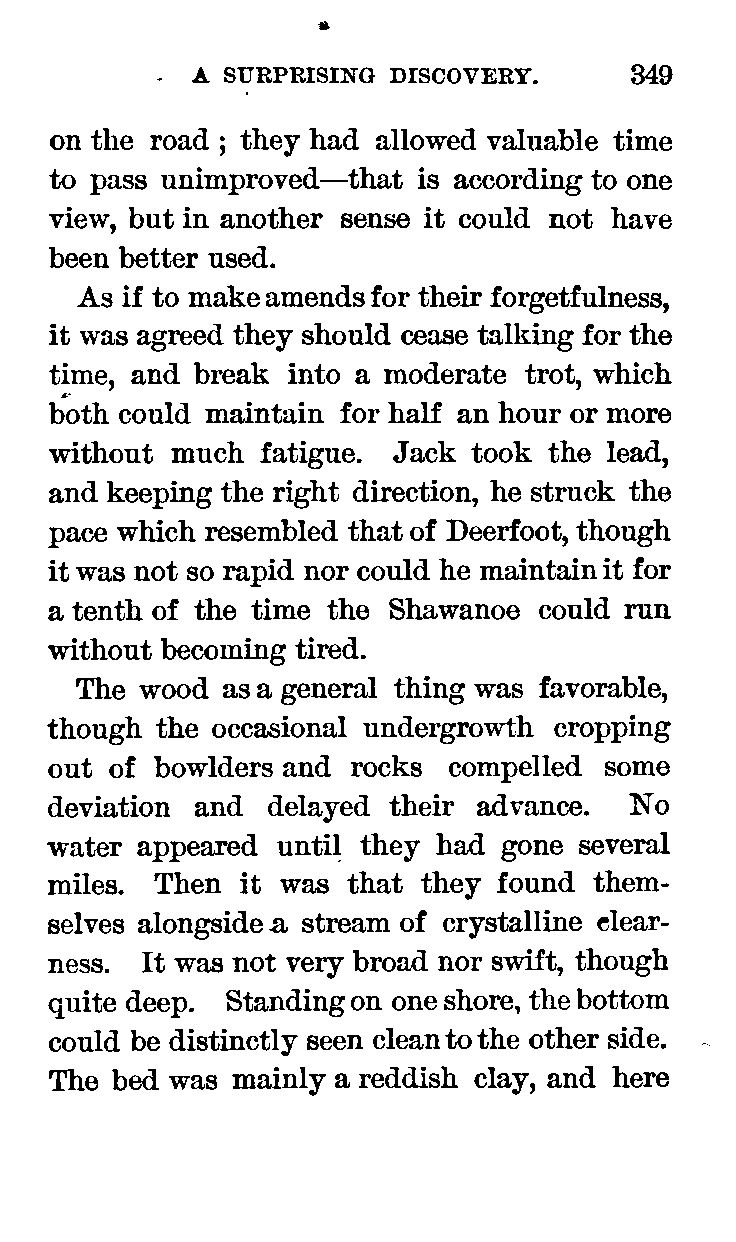 A SURPRISING DISCOVERY. 349
on the road ; they had allowed valuable time
to pass unimproved—that is according to one
view, but in another sense it could not have
been better used.
As if to make amends for their forgetfulness,
it was agreed they should cease talking for the
time, and break into a moderate trot, which
both could maintain for half an hour or more
without much fatigue. Jack took the lead,
and keeping the right direction, he struck the
pace which resembled that of Deerfoot, though
it was not so rapid nor could he maintain it for
a tenth of the time the Shawanoe could run
without becoming tired.
The wood as a general thing was favorable,
though the occasional undergrowth cropping
out of bowlders and rocks compelled some
deviation and delayed their advance. No
water appeared until they had gone several
miles. Then it was that they found them-
selves alongside a stream of crystalline clear-
ness. It was not very broad nor swift, though
quite deep. Standing on one shore, the bottom
could be distinctly seen clean to the other side.
The bed was mainly a reddish clay, and here